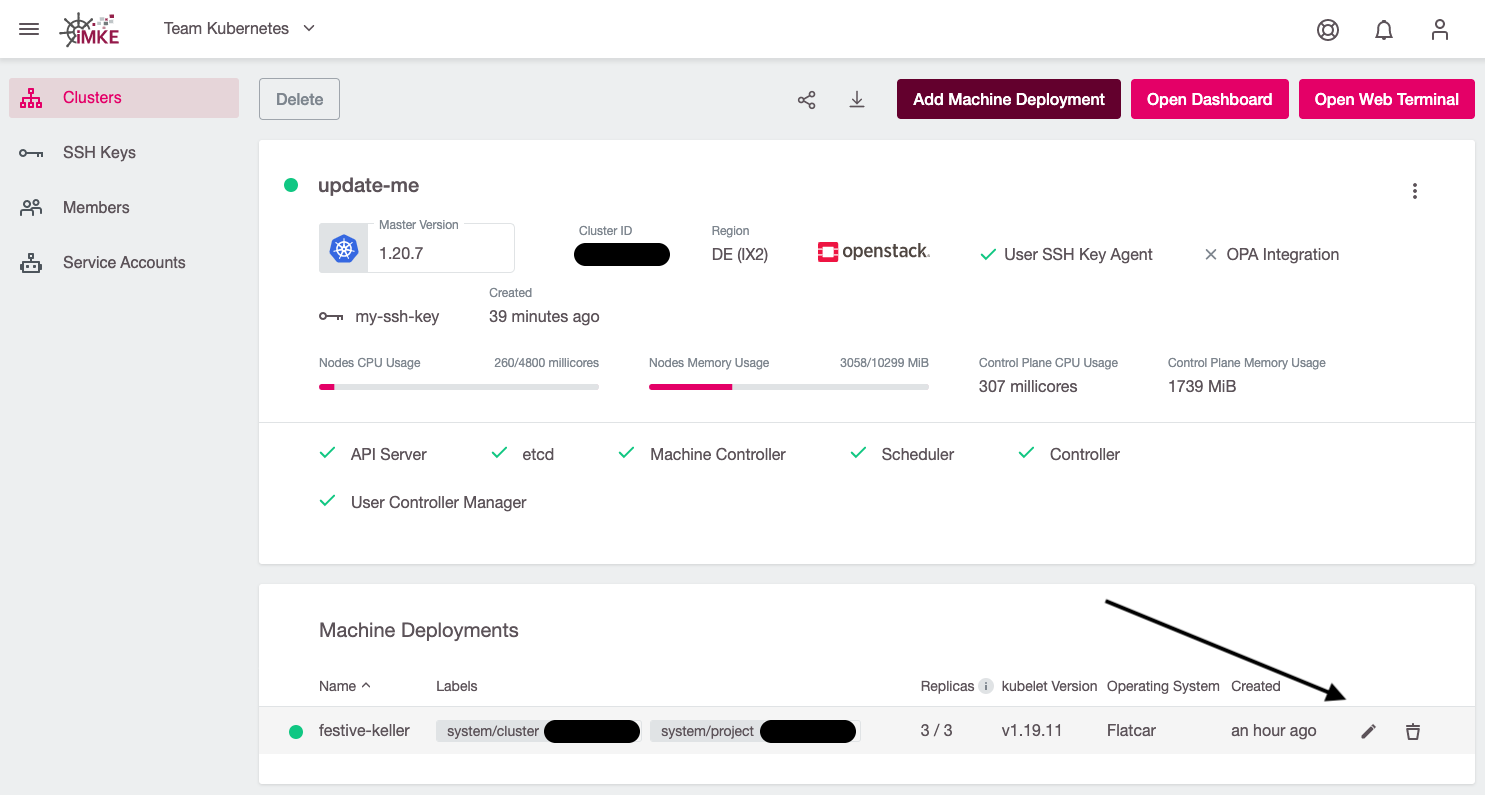 iMKE Team Kubernetes
Clusters
SSH Keys
Members
Service Accounts
Delete Add Machine Deployment Open Dashboard Open Web Terminal
update-me
Master Version
1.20.7
Cluster ID
Region
DE (IX2)
openstack.
User SSH Key Agent
OPA Integration
my-ssh-key
Created
39 minutes ago
Nodes CPU Usage 260/4800 millicores
Nodes Memory Usage 3058/10299 MiB
Control Plane CPU Usage
307 millicores
Control Plane Memory Usage
1739 MiB
API Server etcd Machine Controller Scheduler Controller
User Controller Manager
Machine Deployments
Name Labels Replicas i kubelet Version Operating System Created
festive-keller system/cluster system/project 3 / 3 v1.19.11 Flatcar an hour ago